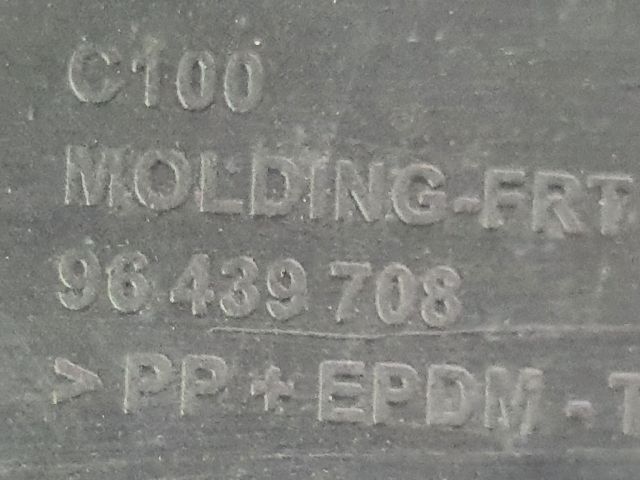 C100
MOLDING-FRT
96 439 708
>PP + EPDM - T